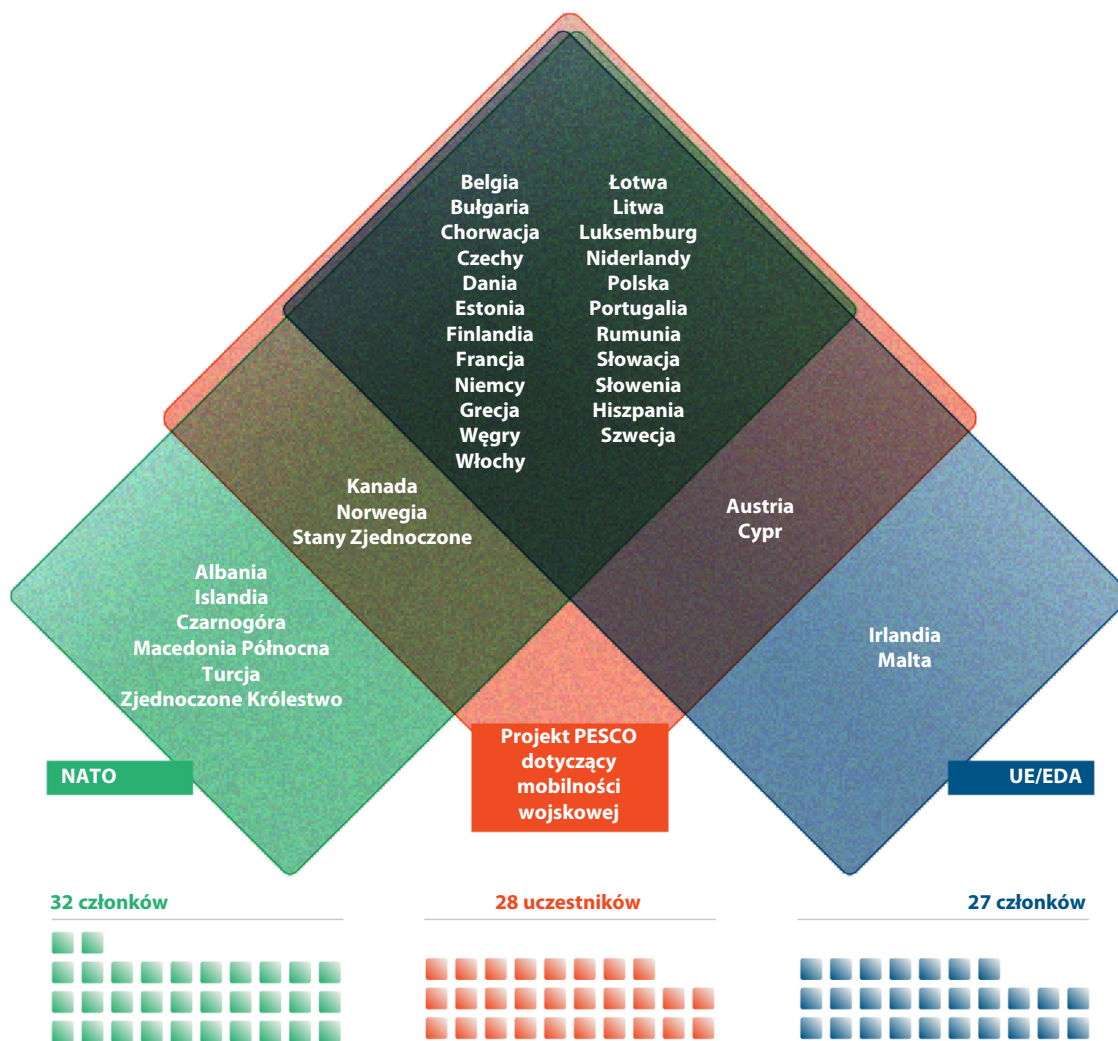 Belgia
Bułgaria
Chorwacja
Czechy
Dania
Estonia
Finlandia
Francja
Niemcy
Grecja
Węgry
Włochy
Łotwa
Litwa
Luksemburg
Niderlandy
Polska
Portugalia
Rumunia
Słowacja
Słowenia
Hiszpania
Szwecja
Kanada
Norwegia
Stany Zjednoczone
Austria
Cypr
Albania
Islandia
Czarnogóra
Macedonia Północna
Turcja
Zjednoczone Królestwo
Irlandia
Malta
NATO
Projekt PESCO
dotyczący
mobilności
wojskowej
UE/EDA
32 członków
28 uczestników
27 członków